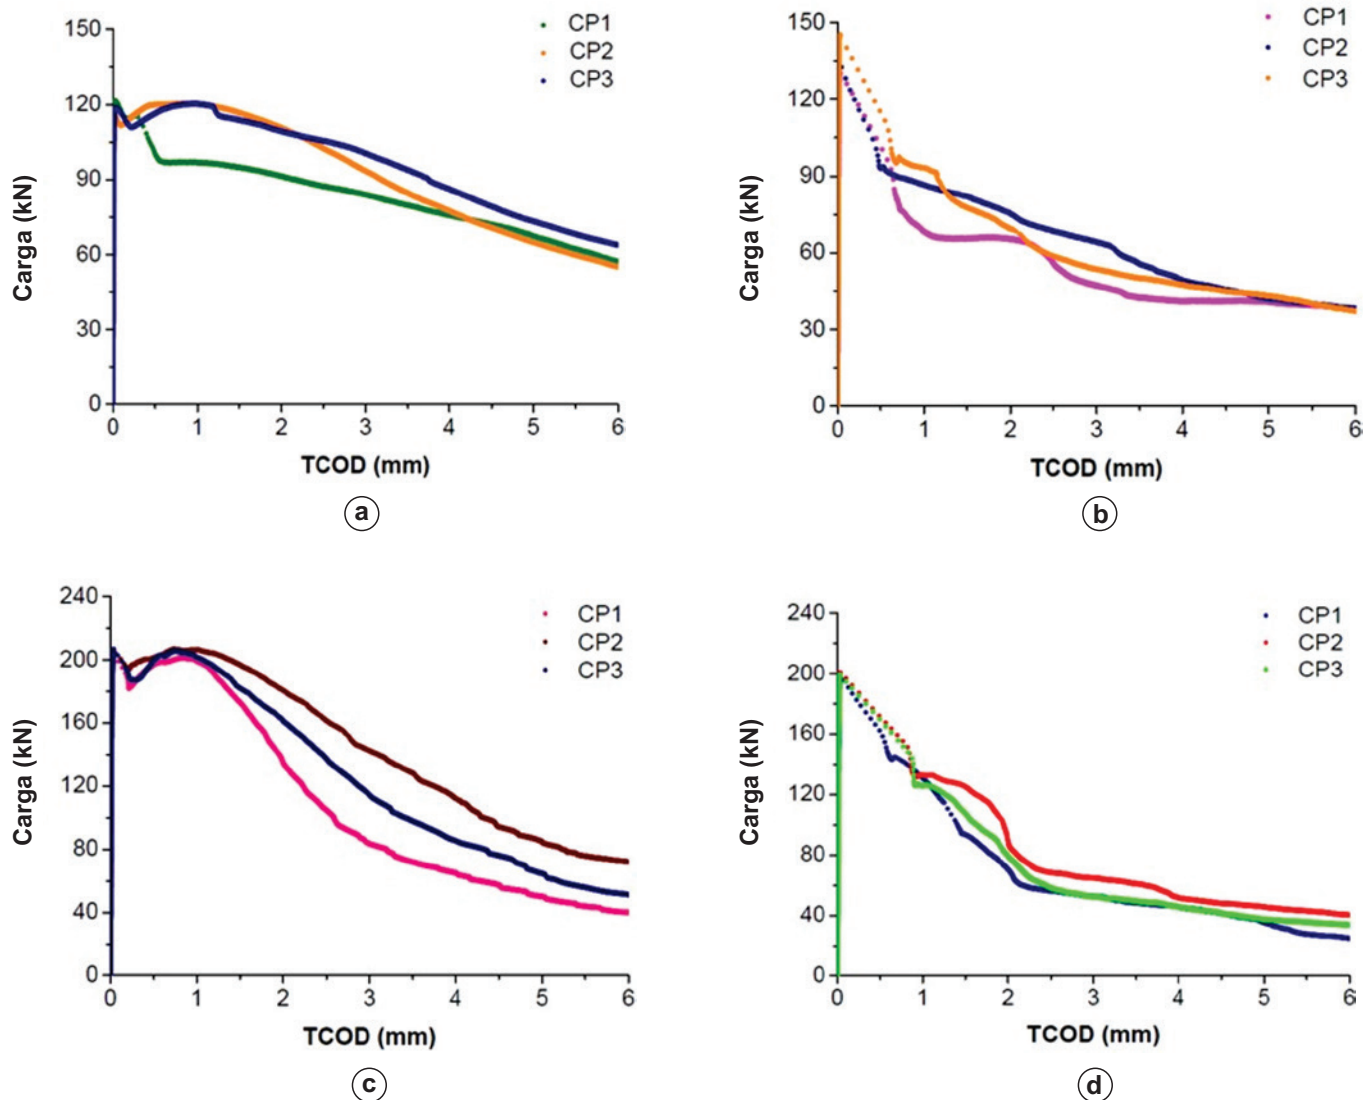 150
120
90
60
30
0
Carga (kN)
0 1 2 3 4 5 6
TCOD (mm)
CP1
CP2
CP3
a
150
120
90
60
30
0
Carga (kN)
0 1 2 3 4 5 6
TCOD (mm)
CP1
CP2
CP3
b
240
200
160
120
80
40
0
Carga (kN)
0 1 2 3 4 5 6
TCOD (mm)
CP1
CP2
CP3
c
240
200
160
120
80
40
0
Carga (kN)
0 1 2 3 4 5 6
TCOD (mm)
CP1
CP2
CP3
d